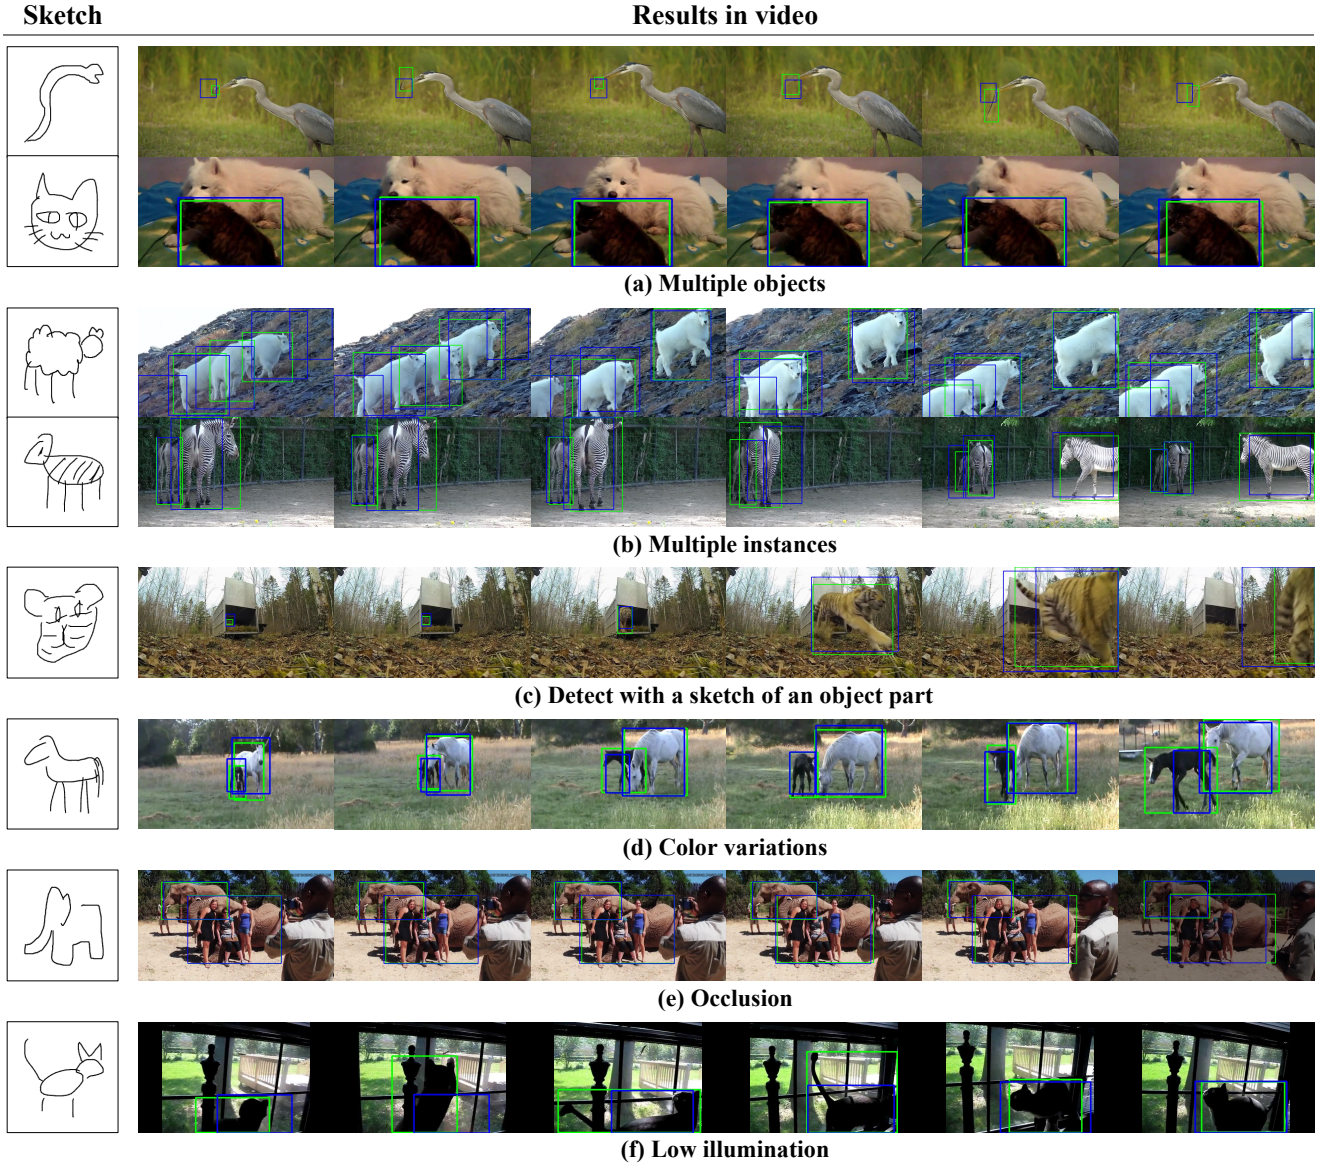 Sketch
Results in video
(a) Multiple objects
(b) Multiple instances
(c) Detect with a sketch of an object part
(d) Color variations
(e) Occlusion
(f) Low illumination